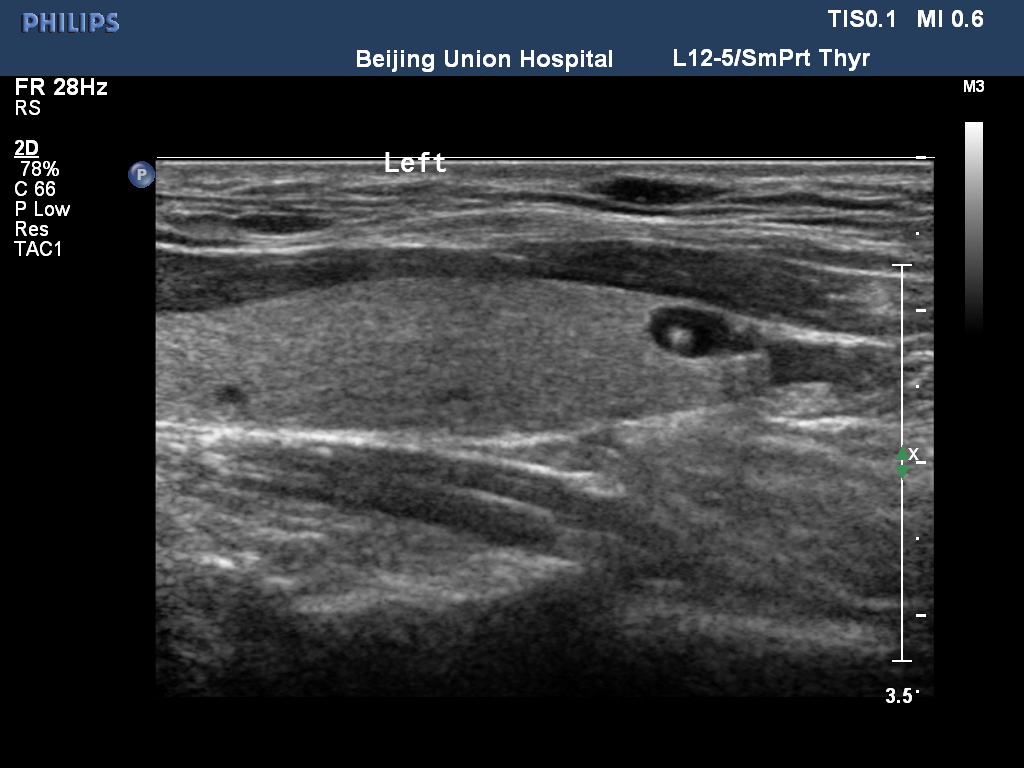 PHILIPS
TIS0.1 MI 0.6
Beijing Union Hospital L12-5/SmPrt Thyr
FR 28Hz
RS
M3
2D
78%
C 66
P Low
Res
TAC1
P
Left
X
3.5